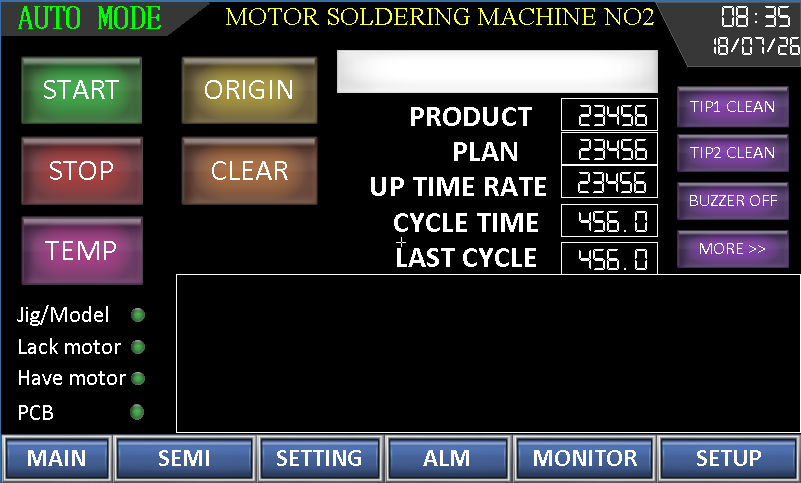 AUTO MODE
MOTOR SOLDERING MACHINE NO2
08:35
18/07/26
START
ORIGIN
STOP
CLEAR
TEMP
PRODUCT 23456
PLAN 23456
UP TIME RATE 23456
CYCLE TIME 456.0
LAST CYCLE 456.0
TIP1 CLEAN
TIP2 CLEAN
BUZZER OFF
MORE >>
Jig/Model
Lack motor
Have motor
PCB
MAIN SEMI SETTING ALM MONITOR SETUP